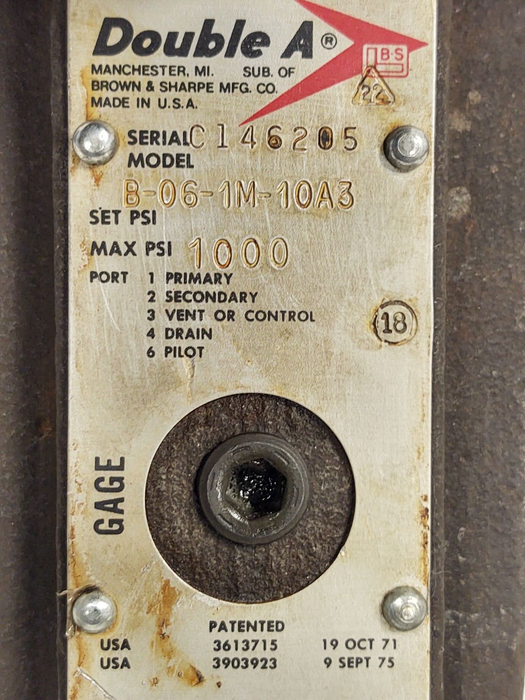 Double A®
B·S
22
MANCHESTER, MI. SUB. OF
BROWN & SHARPE MFG. CO.
MADE IN U.S.A.
SERIAL C146205
MODEL
B-06-1M-10A3
SET PSI
MAX PSI 1000
PORT 1 PRIMARY
2 SECONDARY
3 VENT OR CONTROL
4 DRAIN
6 PILOT
18
GAGE
PATENTED
USA 3613715 19 OCT 71
USA 3903923 9 SEPT 75